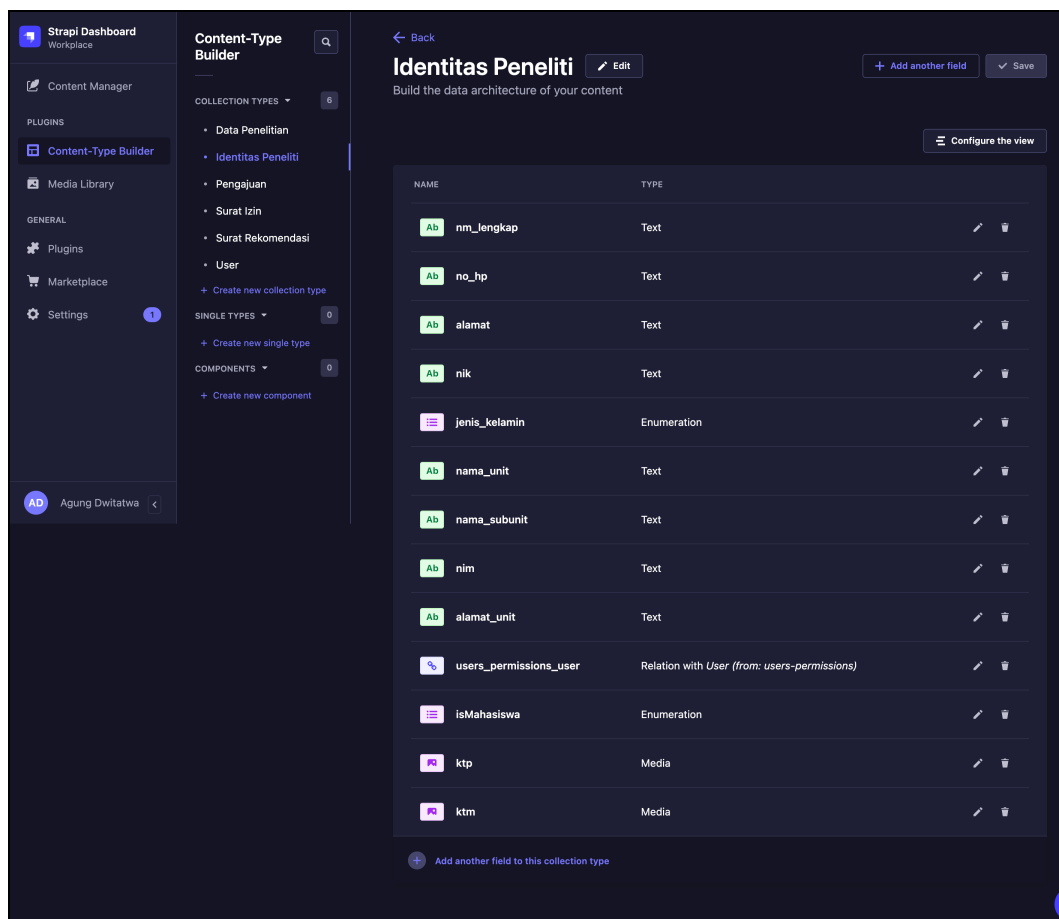 Strapi Dashboard
Workplace
Content Manager
PLUGINS
Content-Type Builder
Media Library
GENERAL
Plugins
Marketplace
Settings
1
AD
Agung Dwitatwa
Content-Type
Builder
COLLECTION TYPES
6
Data Penelitian
Identitas Peneliti
Pengajuan
Surat Izin
Surat Rekomendasi
User
+ Create new collection type
SINGLE TYPES
0
+ Create new single type
COMPONENTS
0
+ Create new component
Back
Identitas Peneliti
Edit
+ Add another field
Save
Build the data architecture of your content
Configure the view
NAME TYPE
Ab nm_lengkap Text
Ab no_hp Text
Ab alamat Text
Ab nik Text
jenis_kelamin Enumeration
Ab nama_unit Text
Ab nama_subunit Text
Ab nim Text
Ab alamat_unit Text
users_permissions_user Relation with User (from: users-permissions)
isMahasiswa Enumeration
ktp Media
ktm Media
+ Add another field to this collection type